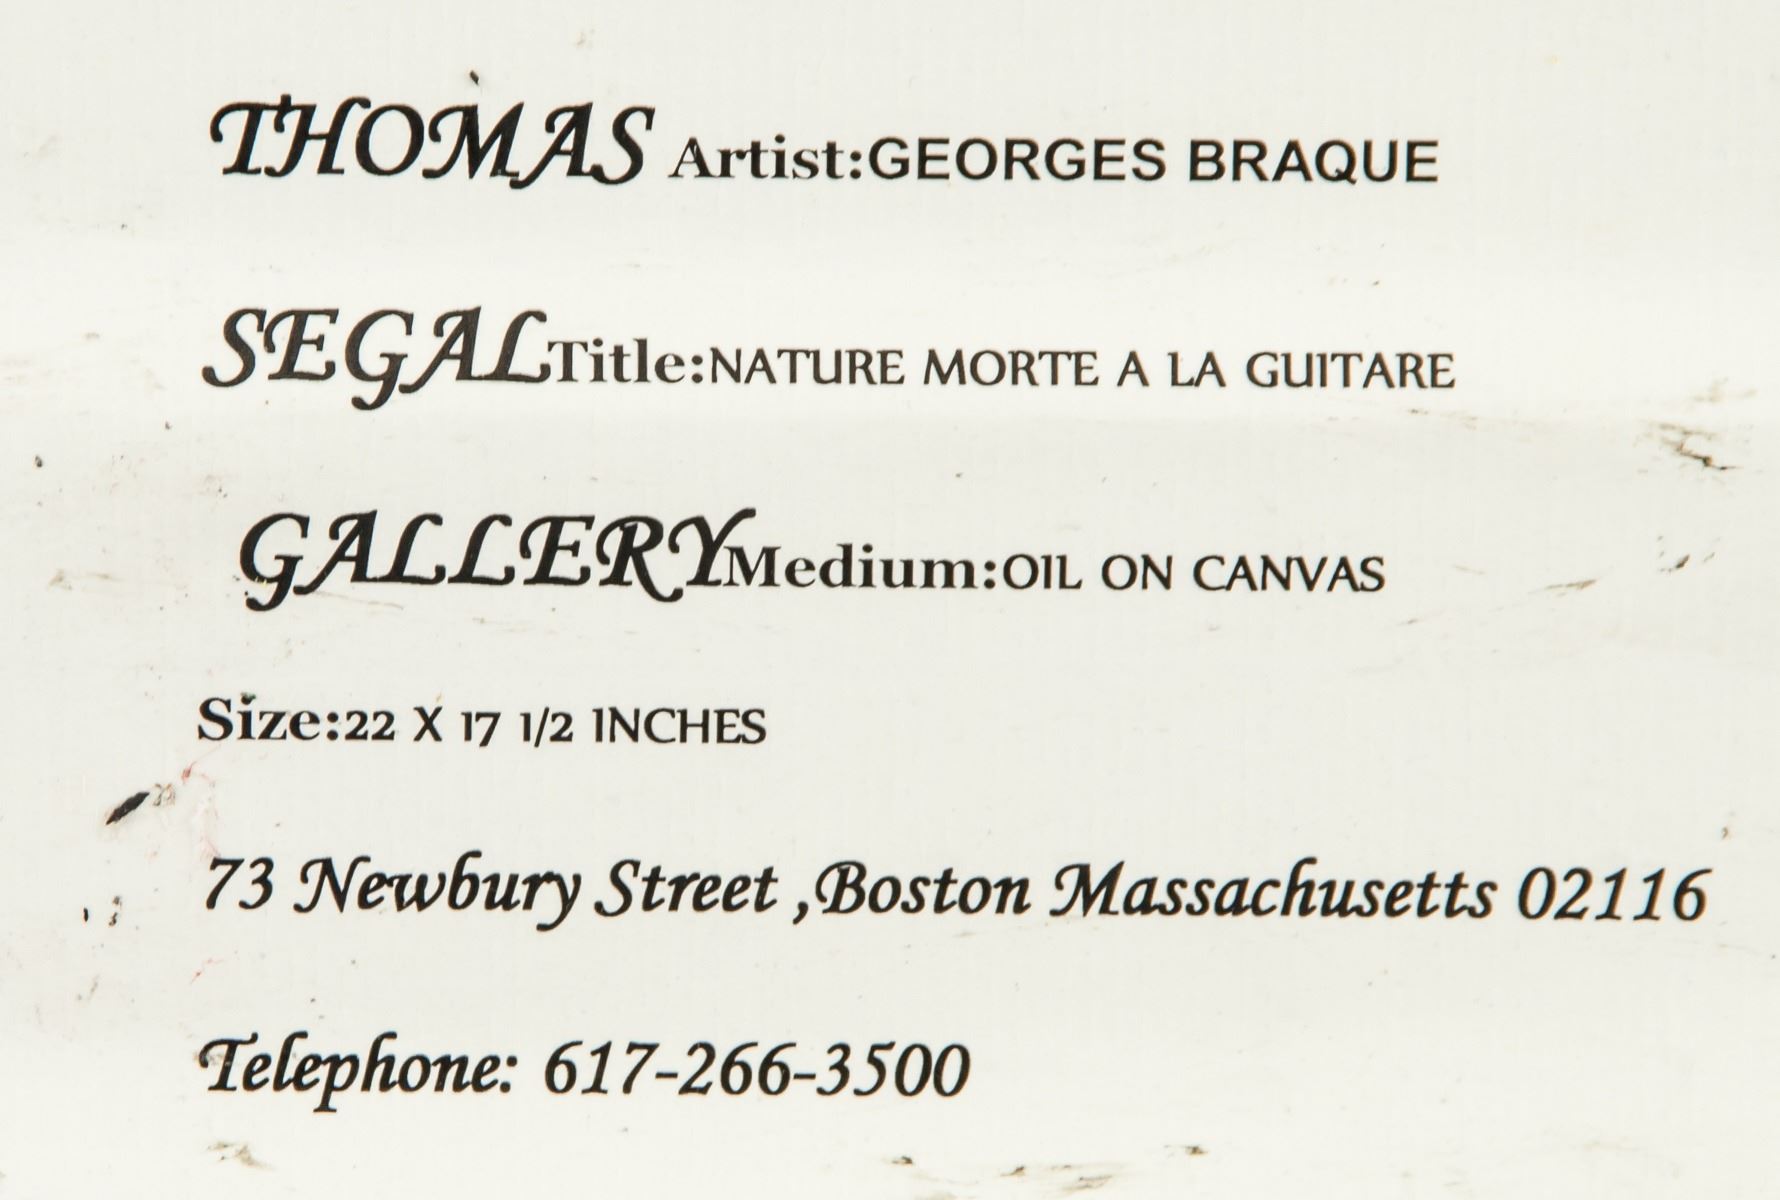 THOMAS Artist:GEORGES BRAQUE
SEGAL Title:NATURE MORTE A LA GUITARE
GALLERY Medium:OIL ON CANVAS
Size:22 X 17 1/2 INCHES
73 Newbury Street ,Boston Massachusetts 02116
Telephone: 617-266-3500